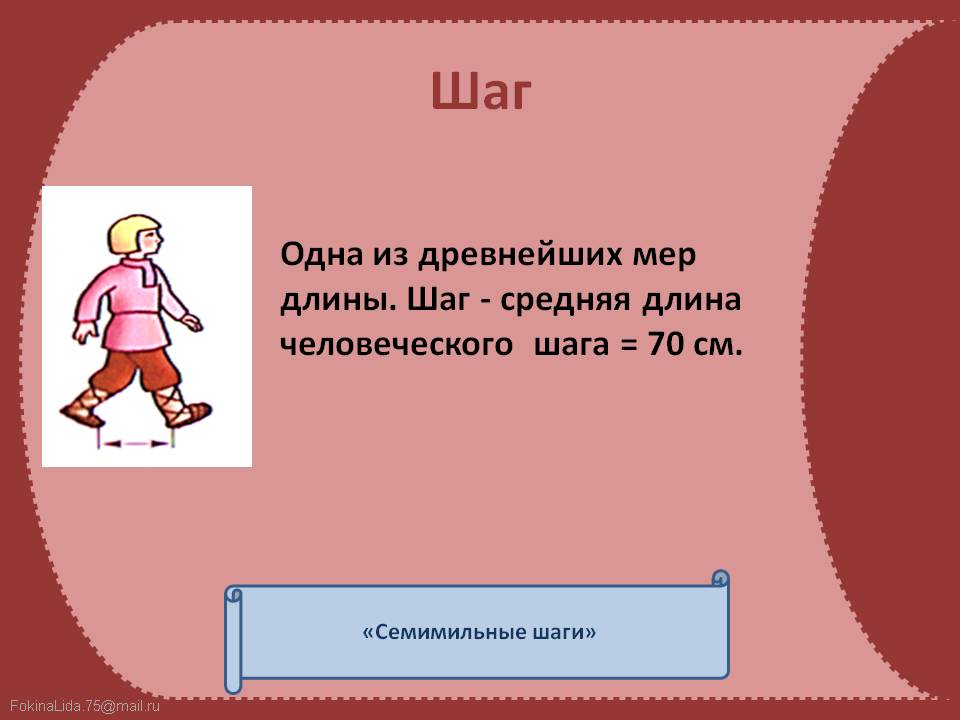 Шаг
Одна из древнейших мер
длины. Шаг - средняя длина
человеческого  шага = 70 см.
«Семимильные шаги»
FokinaLida.75@mail.ru